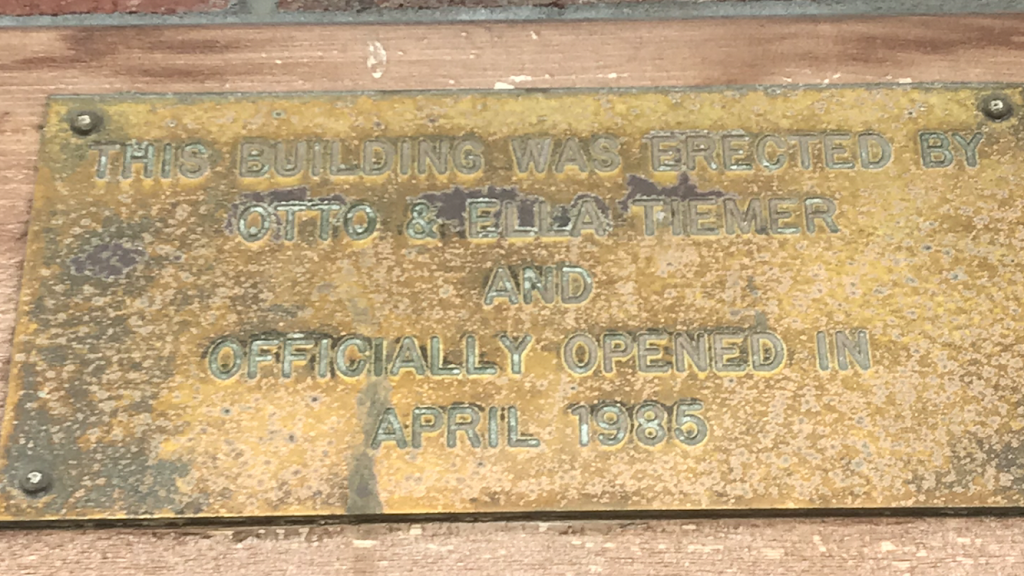 THIS BUILDING WAS ERECTED BY
OTTO & ELLA TIEMER
AND
OFFICIALLY OPENED IN
APRIL 1985